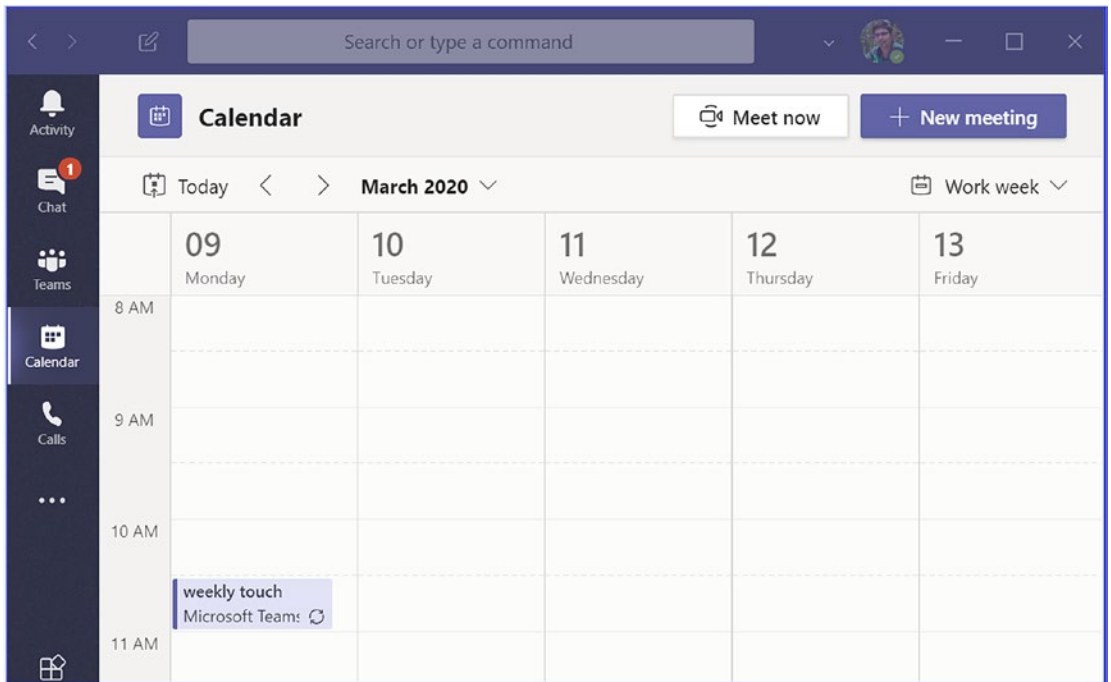 Search or type a command
Activity
Calendar
Meet now
New meeting
1
Chat
Today
March 2020
Work week
Teams
09
Monday
10
Tuesday
11
Wednesday
12
Thursday
13
Friday
8 AM
Calendar
9 AM
Calls
10 AM
weekly touch
Microsoft Teams
11 AM